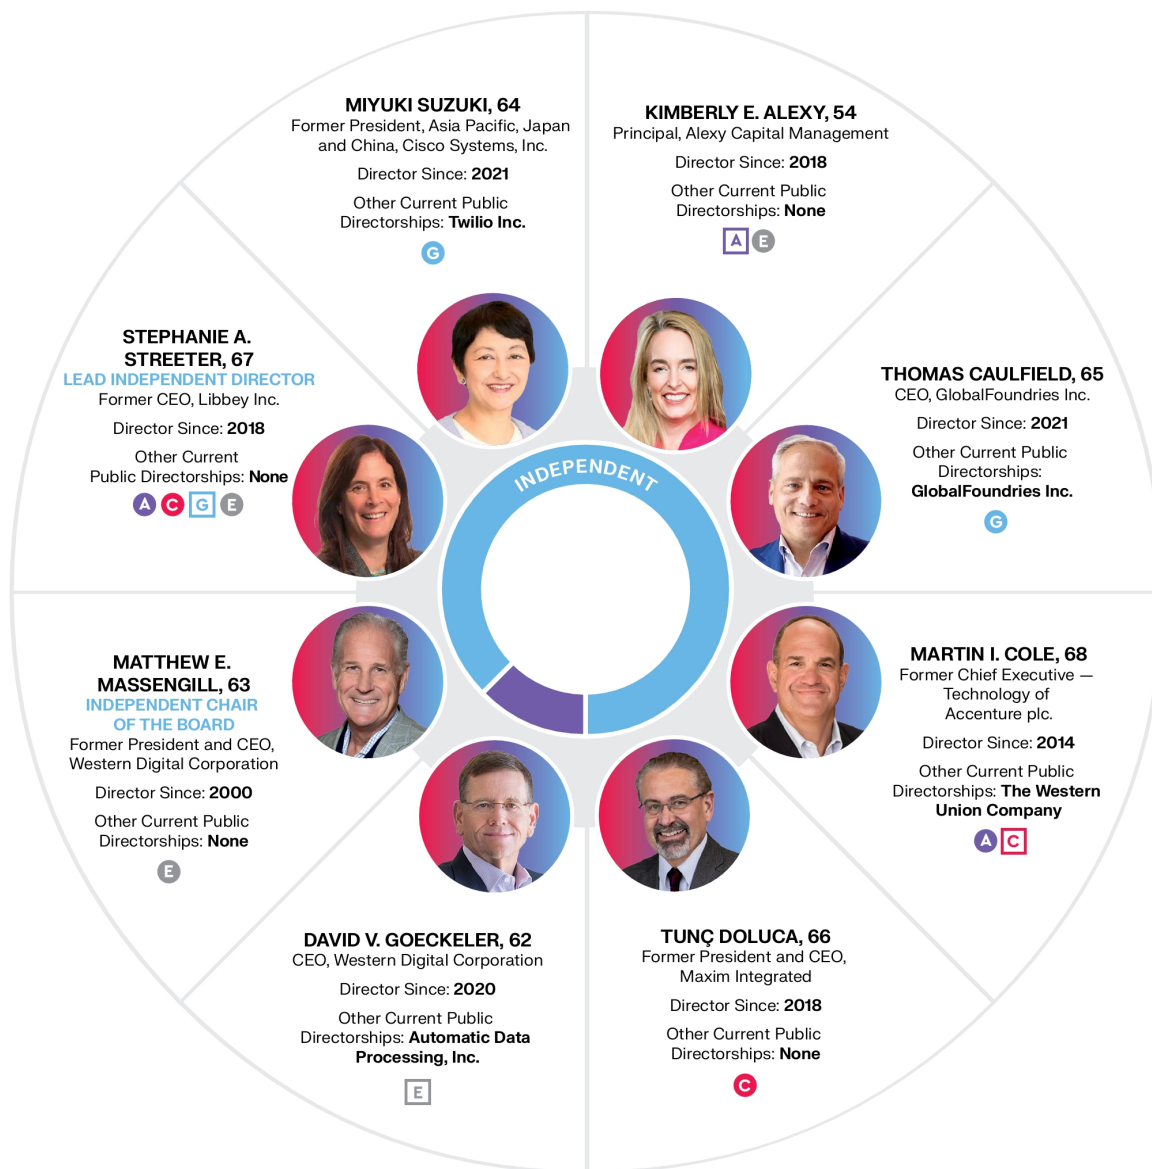 MIYUKI SUZUKI, 64
Former President, Asia Pacific, Japan
and China, Cisco Systems, Inc.
Director Since: 2021
Other Current Public
Directorships: Twilio Inc.
G
KIMBERLY E. ALEXY, 54
Principal, Alexy Capital Management
Director Since: 2018
Other Current Public
Directorships: None
A E
THOMAS CAULFIELD, 65
CEO, GlobalFoundries Inc.
Director Since: 2021
Other Current Public
Directorships:
GlobalFoundries Inc.
G
MARTIN I. COLE, 68
Former Chief Executive —
Technology of
Accenture plc.
Director Since: 2014
Other Current Public
Directorships: The Western
Union Company
A C
TUNÇ DOLUCA, 66
Former President and CEO,
Maxim Integrated
Director Since: 2018
Other Current Public
Directorships: None
C
DAVID V. GOECKELER, 62
CEO, Western Digital Corporation
Director Since: 2020
Other Current Public
Directorships: Automatic Data
Processing, Inc.
E
MATTHEW E.
MASSENGILL, 63
INDEPENDENT CHAIR
OF THE BOARD
Former President and CEO,
Western Digital Corporation
Director Since: 2000
Other Current Public
Directorships: None
E
STEPHANIE A.
STREETER, 67
LEAD INDEPENDENT DIRECTOR
Former CEO, Libbey Inc.
Director Since: 2018
Other Current
Public Directorships: None
A C G E
INDEPENDENT